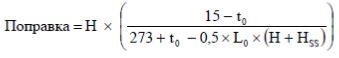 Поправка = H × ( (15 – t₀) / (273 + t₀ – 0,5 × L₀ × (H + H_SS)) )